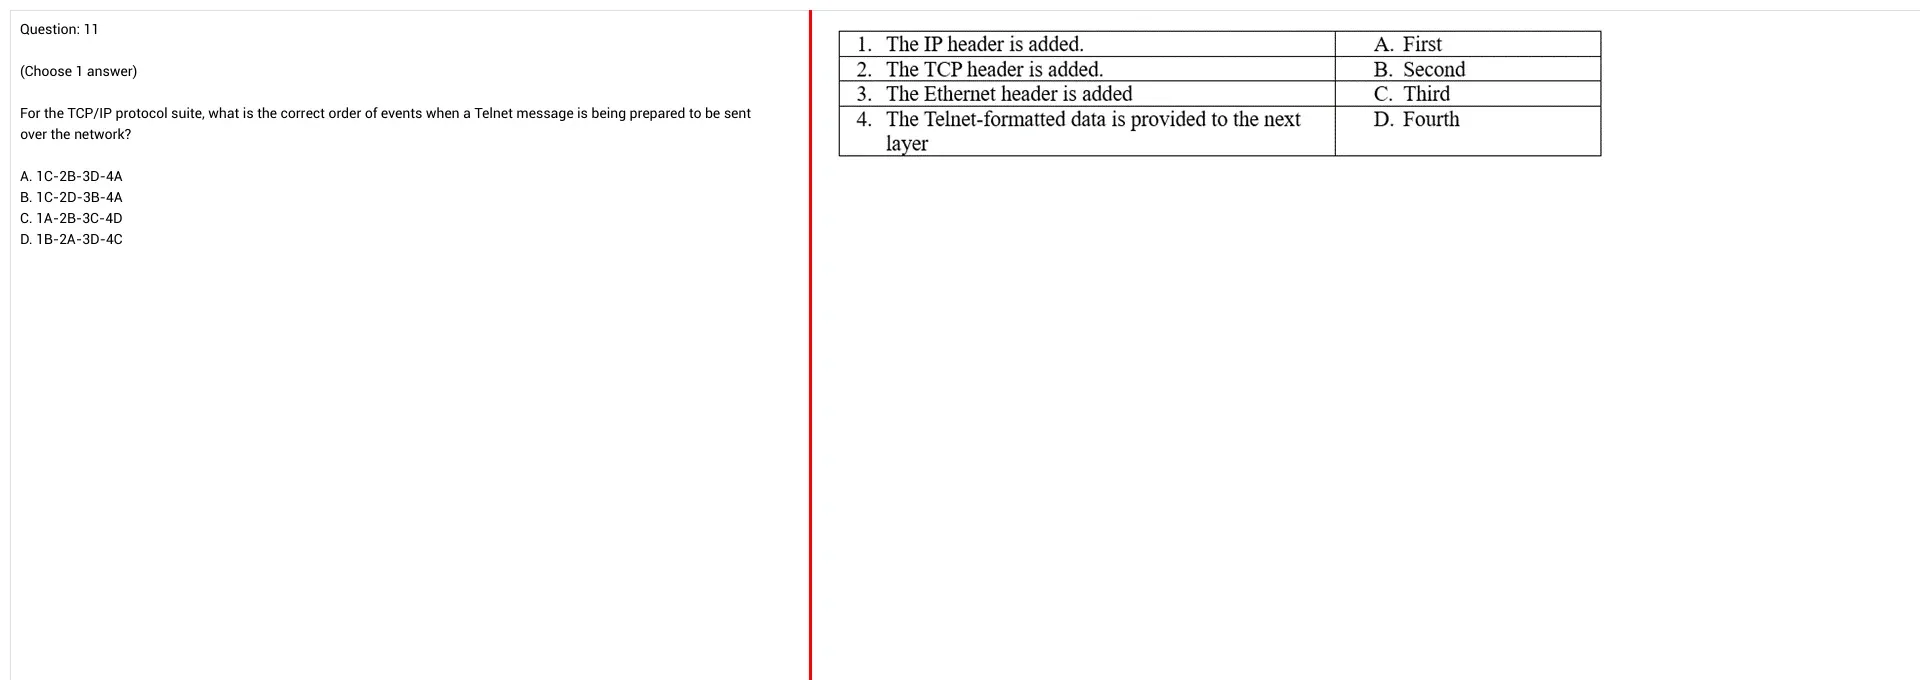 Question: 11
(Choose 1 answer)
For the TCP/IP protocol suite, what is the correct order of events when a Telnet message is being prepared to be sent
over the network?
A. 1C-2B-3D-4A
B. 1C-2D-3B-4A
C. 1A-2B-3C-4D
D. 1B-2A-3D-4C
1. The IP header is added. A. First
2. The TCP header is added. B. Second
3. The Ethernet header is added C. Third
4. The Telnet-formatted data is provided to the next D. Fourth
layer